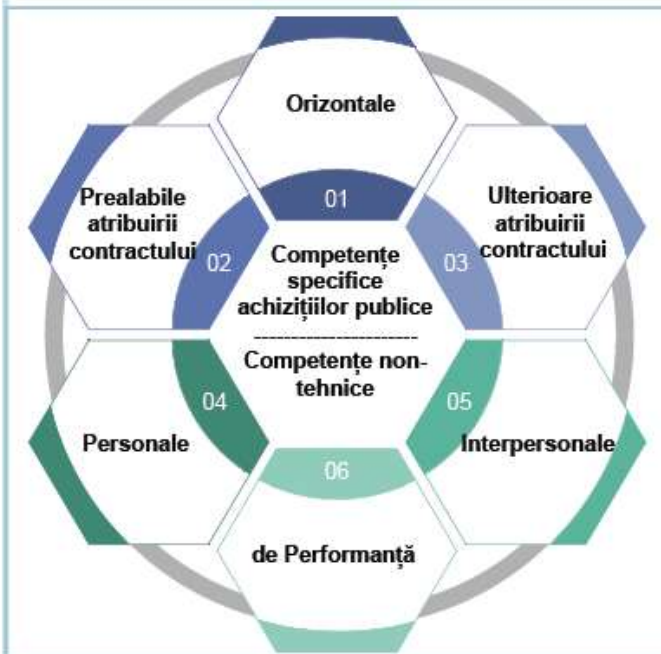 Orizontale
01
Prealabile
atribuirii
contractului
02
Ulterioare
atribuirii
contractului
03
Competențe
specifice
achizițiilor publice
----------------------
Competențe non-
tehnice
04
Personale
05
Interpersonale
06
de Performanță